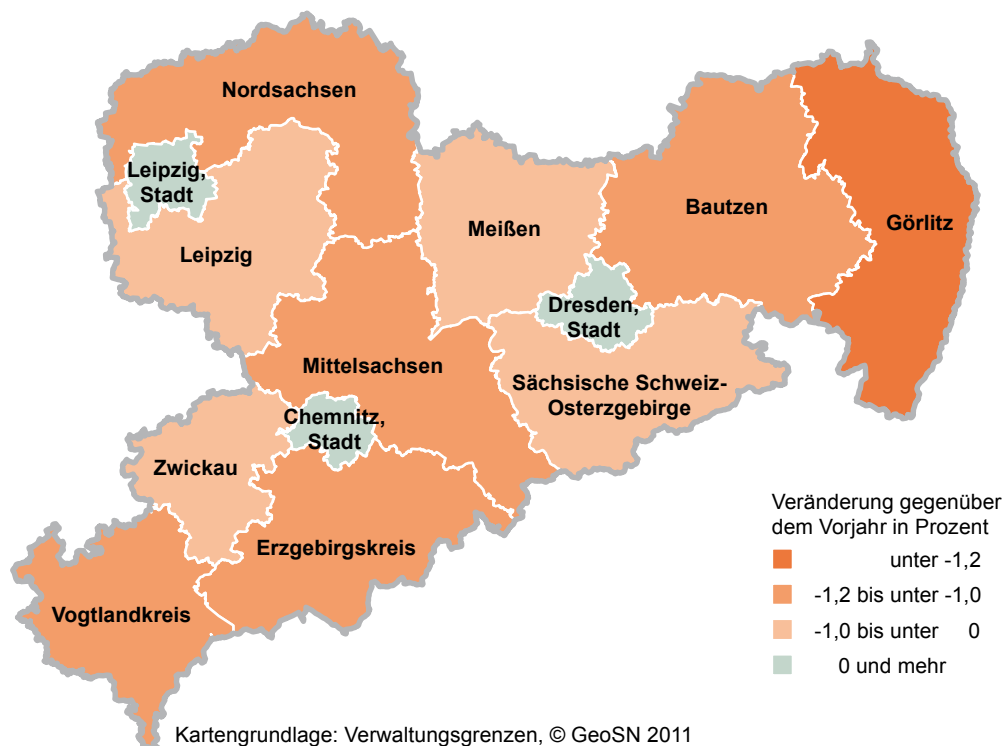 Nordsachsen
Leipzig,
Stadt
Leipzig
Meißen
Bautzen
Görlitz
Dresden,
Stadt
Mittelsachsen
Sächsische Schweiz-
Osterzgebirge
Chemnitz,
Stadt
Zwickau
Erzgebirgskreis
Vogtlandkreis
Veränderung gegenüber
dem Vorjahr in Prozent
unter -1,2
-1,2 bis unter -1,0
-1,0 bis unter 0
0 und mehr
Kartengrundlage: Verwaltungsgrenzen, © GeoSN 2011